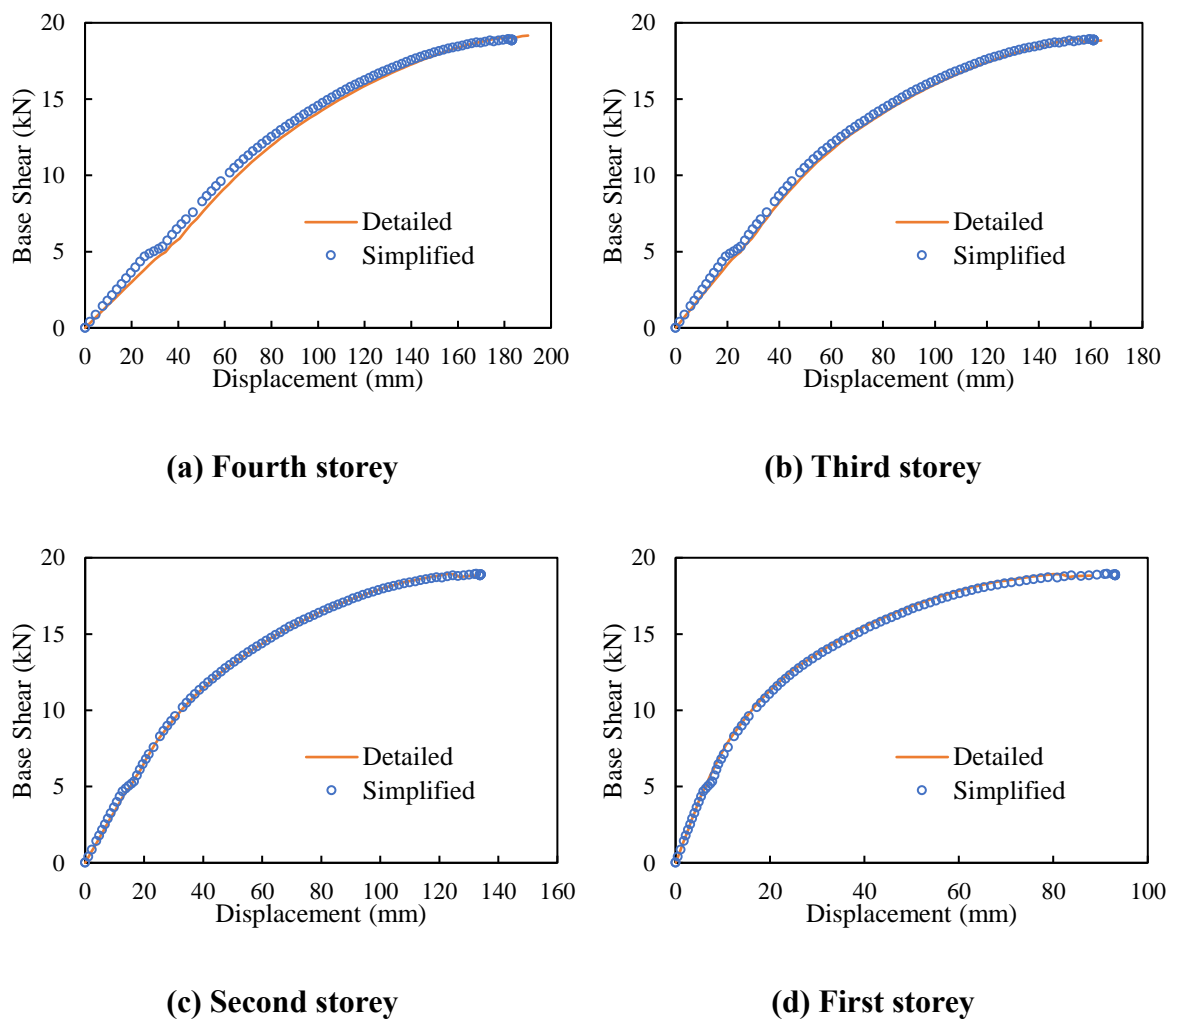 20
15
10
5
0
Base Shear (kN)
Detailed
Simplified
0 20 40 60 80 100 120 140 160 180 200
Displacement (mm)
(a) Fourth storey
20
15
10
5
0
Base Shear (kN)
Detailed
Simplified
0 20 40 60 80 100 120 140 160 180
Displacement (mm)
(b) Third storey
20
15
10
5
0
Base Shear (kN)
Detailed
Simplified
0 20 40 60 80 100 120 140 160
Displacement (mm)
(c) Second storey
20
15
10
5
0
Base Shear (kN)
Detailed
Simplified
0 20 40 60 80 100
Displacement (mm)
(d) First storey